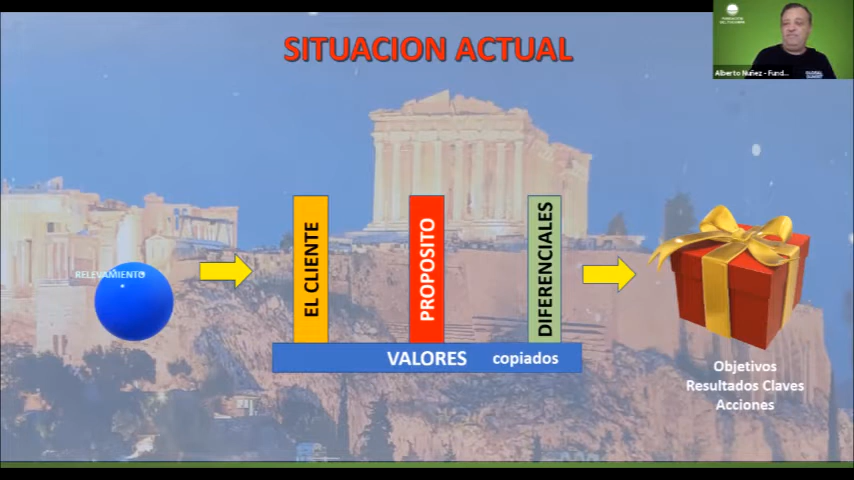 SITUACION ACTUAL
Alberto Nuñez - Fund...
RELEVAMIENTO
EL CLIENTE
PROPOSITO
DIFERENCIALES
VALORES copiados
Objetivos
Resultados Claves
Acciones